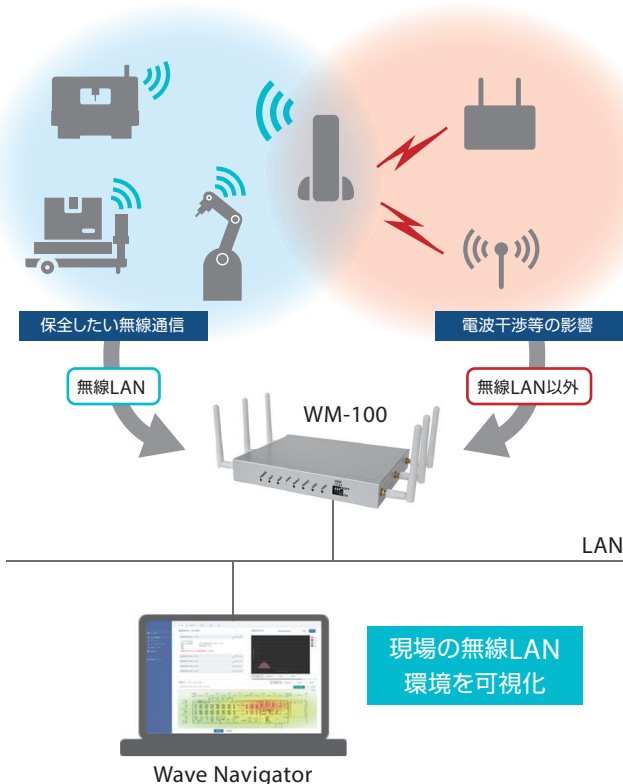 保全したい無線通信
電波干渉等の影響
無線LAN
無線LAN以外
WM-100
LAN
現場の無線LAN
環境を可視化
Wave Navigator